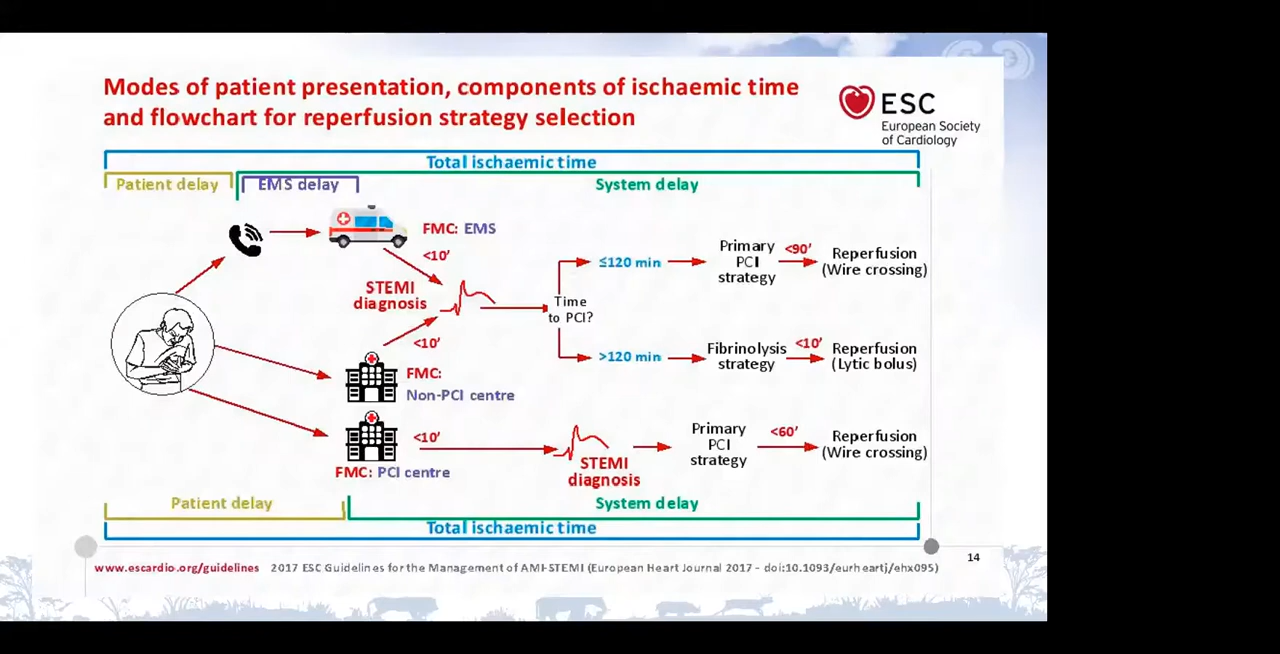 Modes of patient presentation, components of ischaemic time
and flowchart for reperfusion strategy selection
ESC
European Society
of Cardiology
Total ischaemic time
Patient delay
EMS delay
System delay
FMC: EMS
<10'
STEMI
diagnosis
<10'
FMC:
Non-PCI centre
Time
to PCI?
≤120 min
Primary
PCI
strategy
<90'
Reperfusion
(Wire crossing)
>120 min
Fibrinolysis
strategy
<10'
Reperfusion
(Lytic bolus)
<10'
FMC: PCI centre
STEMI
diagnosis
Primary
PCI
strategy
<60'
Reperfusion
(Wire crossing)
Patient delay
System delay
Total ischaemic time
www.escardio.org/guidelines 2017 ESC Guidelines for the Management of AMI-STEMI (European Heart Journal 2017 - doi:10.1093/eurheartj/ehx095)
14